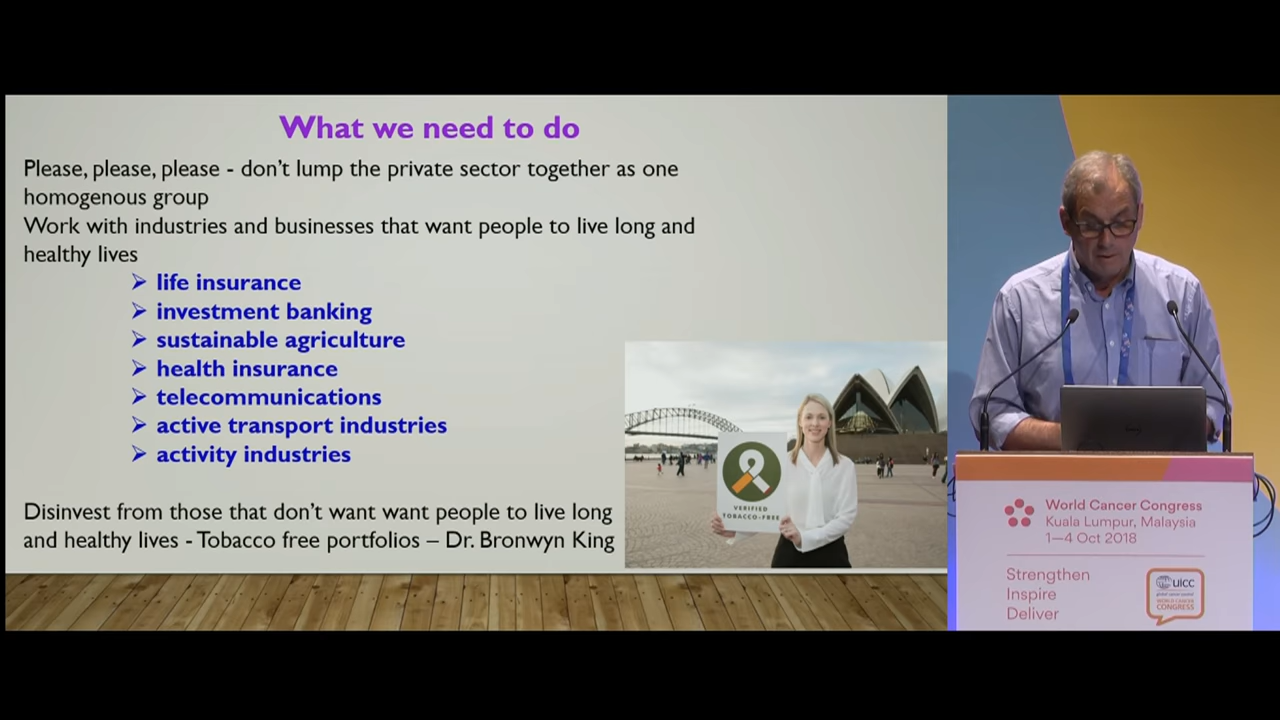 What we need to do
Please, please, please - don't lump the private sector together as one
homogenous group
Work with industries and businesses that want people to live long and
healthy lives
life insurance
investment banking
sustainable agriculture
health insurance
telecommunications
active transport industries
activity industries
Disinvest from those that don't want want people to live long
and healthy lives - Tobacco free portfolios – Dr. Bronwyn King
VERIFIED
TOBACCO-FREE
World Cancer Congress
Kuala Lumpur, Malaysia
1—4 Oct 2018
Strengthen
Inspire
Deliver
uicc
WORLD CANCER
CONGRESS